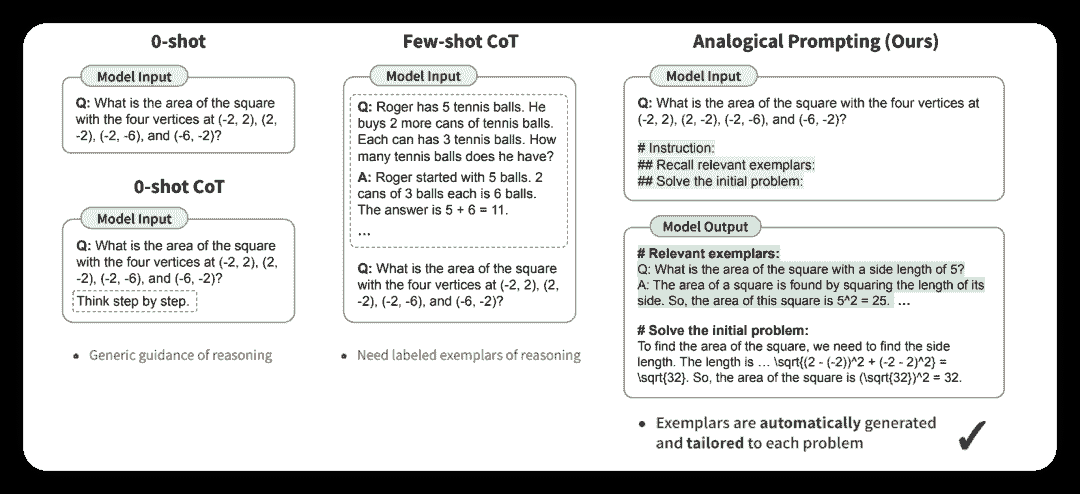 0-shot
Model Input
Q: What is the area of the square
with the four vertices at (-2, 2), (2,
-2), (-2, -6), and (-6, -2)?
0-shot CoT
Model Input
Q: What is the area of the square
with the four vertices at (-2, 2), (2,
-2), (-2, -6), and (-6, -2)?
Think step by step.
• Generic guidance of reasoning
Few-shot CoT
Model Input
Q: Roger has 5 tennis balls. He
buys 2 more cans of tennis balls.
Each can has 3 tennis balls. How
many tennis balls does he have?
A: Roger started with 5 balls. 2
cans of 3 balls each is 6 balls.
The answer is 5 + 6 = 11.
...
Q: What is the area of the square
with the four vertices at (-2, 2), (2,
-2), (-2, -6), and (-6, -2)?
• Need labeled exemplars of reasoning
Analogical Prompting (Ours)
Model Input
Q: What is the area of the square with the four vertices at
(-2, 2), (2, -2), (-2, -6), and (-6, -2)?
# Instruction:
## Recall relevant exemplars:
## Solve the initial problem:
Model Output
# Relevant exemplars:
Q: What is the area of the square with a side length of 5?
A: The area of a square is found by squaring the length of its
side. So, the area of this square is 5^2 = 25. ...
# Solve the initial problem:
To find the area of the square, we need to find the side
length. The length is ... \sqrt{(2 - (-2))^2 + (-2 - 2)^2} =
\sqrt{32}. So, the area of the square is (\sqrt{32})^2 = 32.
• Exemplars are automatically generated
and tailored to each problem